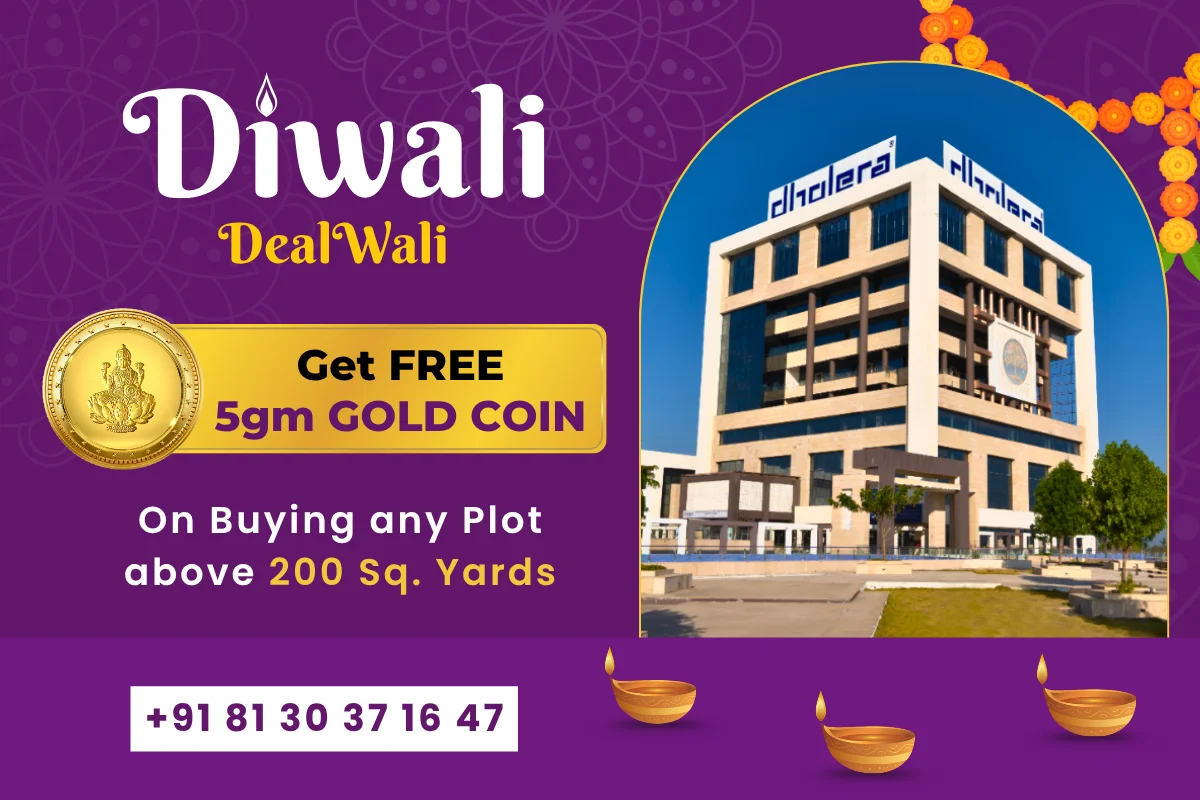 Diwali
DealWali
Get FREE
5gm GOLD COIN
On Buying any Plot
above 200 Sq. Yards
+91 81 30 37 16 47
dholera®
dholera